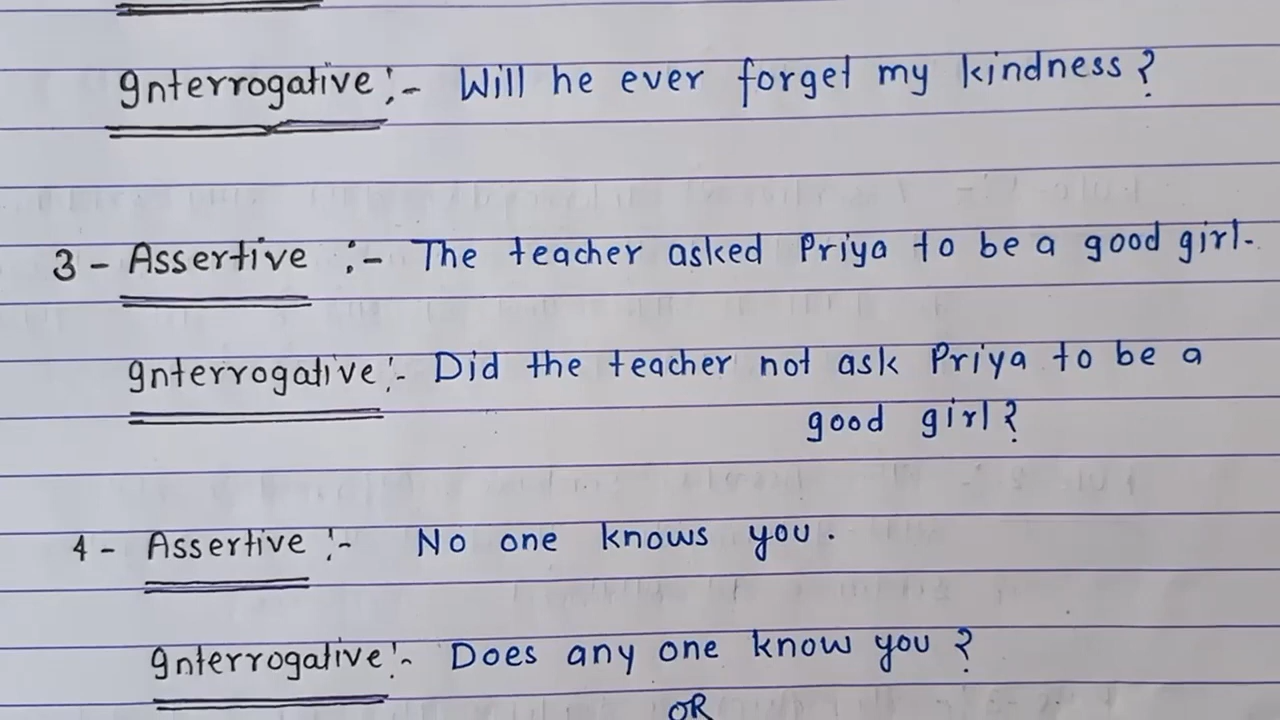 Interrogative :- Will he ever forget my kindness ?
3 - Assertive :- The teacher asked Priya to be a good girl.
Interrogative :- Did the teacher not ask Priya to be a
good girl ?
4 - Assertive :- No one knows you .
Interrogative :- Does any one know you ?
OR